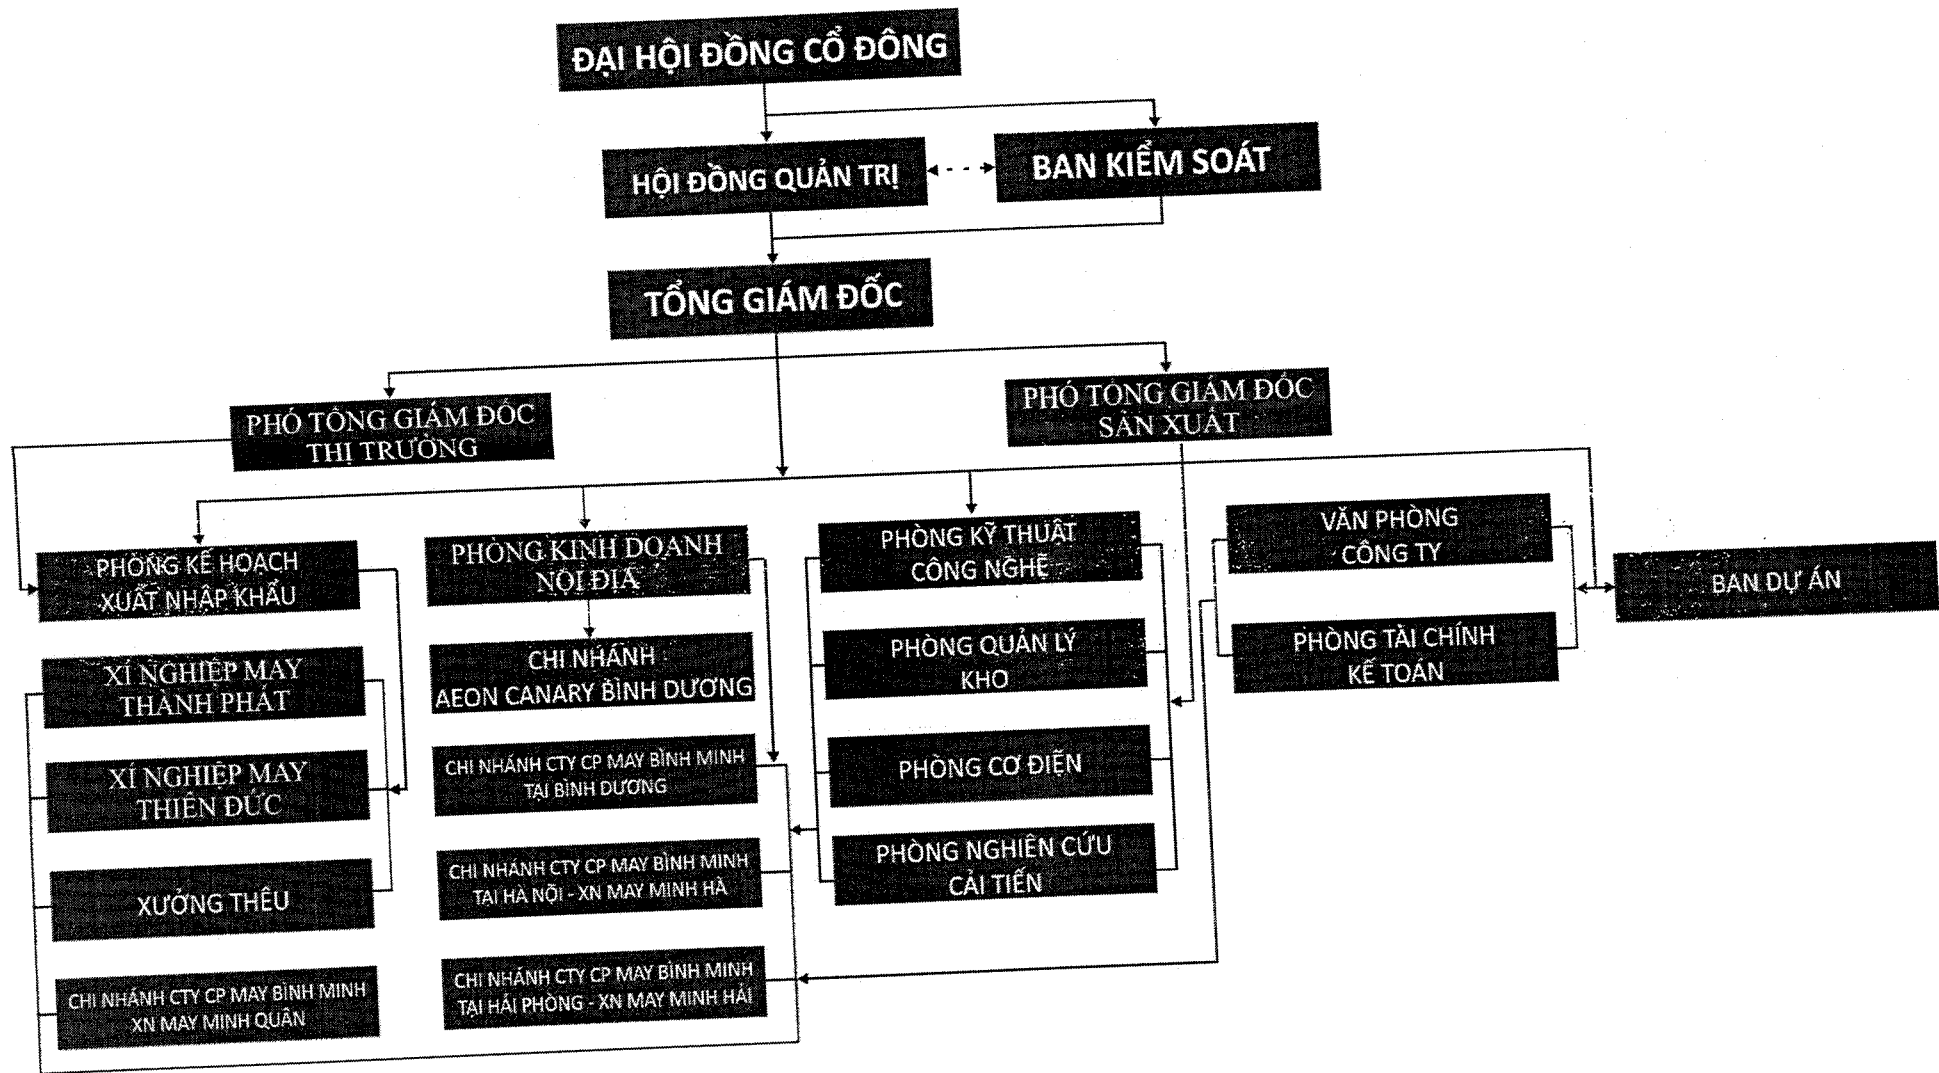 ĐẠI HỘI ĐỒNG CỔ ĐÔNG
HỘI ĐỒNG QUẢN TRỊ
BAN KIỂM SOÁT
TỔNG GIÁM ĐỐC
PHÓ TỔNG GIÁM ĐỐC
THỊ TRƯỜNG
PHÓ TỔNG GIÁM ĐỐC
SẢN XUẤT
PHÒNG KẾ HOẠCH
XUẤT NHẬP KHẨU
PHÒNG KINH DOANH
NỘI ĐỊA
PHÒNG KỸ THUẬT
CÔNG NGHỆ
VĂN PHÒNG
CÔNG TY
BAN DỰ ÁN
XÍ NGHIỆP MAY
THÀNH PHÁT
CHI NHÁNH
AEON CANARY BÌNH DƯƠNG
PHÒNG QUẢN LÝ
KHO
PHÒNG TÀI CHÍNH
KẾ TOÁN
XÍ NGHIỆP MAY
THIÊN ĐỨC
CHI NHÁNH CTY CP MAY BÌNH MINH
TẠI BÌNH DƯƠNG
PHÒNG CƠ ĐIỆN
XƯỞNG THÊU
CHI NHÁNH CTY CP MAY BÌNH MINH
TẠI HÀ NỘI - XN MAY MINH HÀ
PHÒNG NGHIÊN CỨU
CẢI TIẾN
CHI NHÁNH CTY CP MAY BÌNH MINH
XN MAY MINH QUÂN
CHI NHÁNH CTY CP MAY BÌNH MINH
TẠI HẢI PHÒNG - XN MAY MINH HẢI